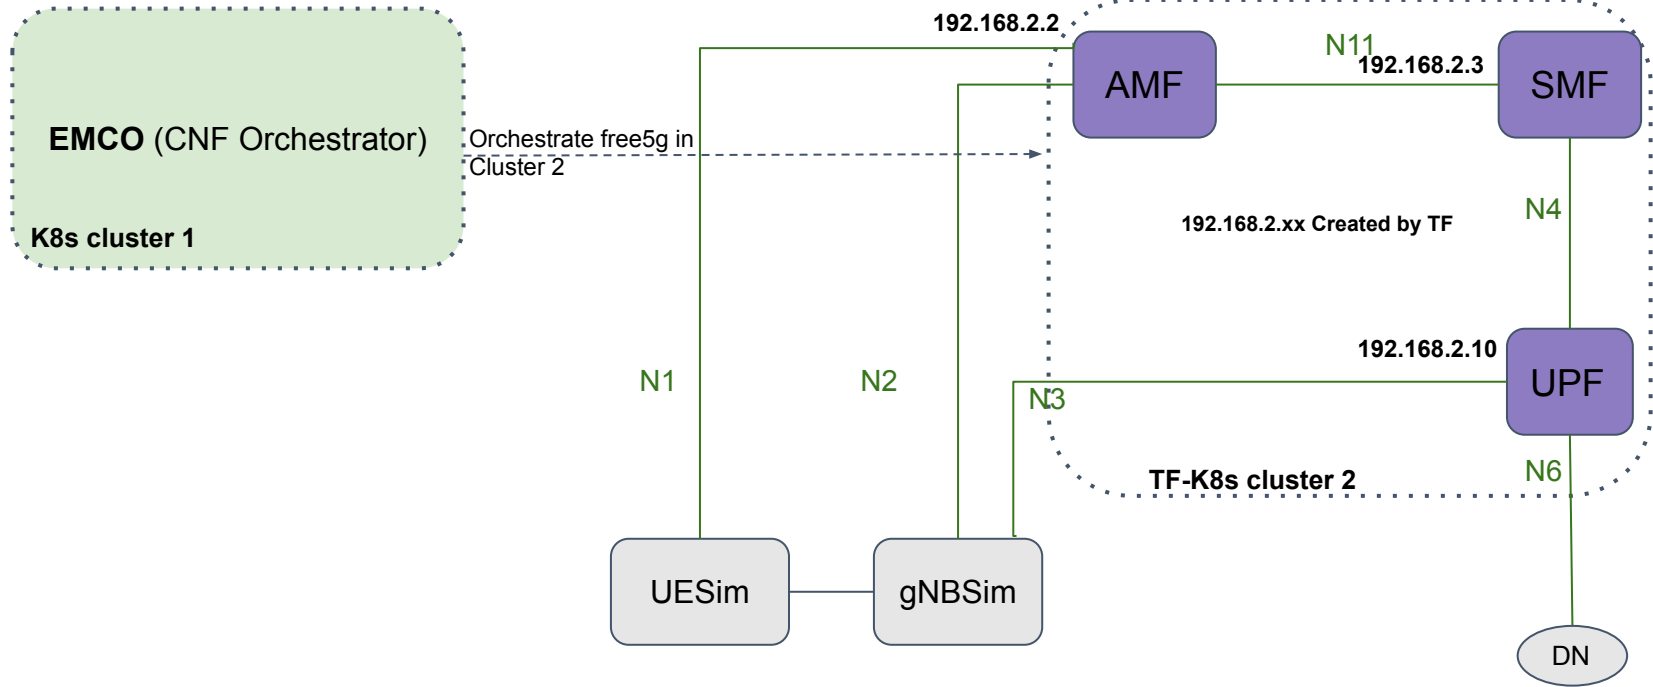 192.168.2.2
N11
192.168.2.3
AMF
SMF
EMCO (CNF Orchestrator)
Orchestrate free5g in
Cluster 2
K8s cluster 1
N4
192.168.2.xx Created by TF
192.168.2.10
N1
N2
N3
UPF
TF-K8s cluster 2
N6
UESim
gNBSim
DN